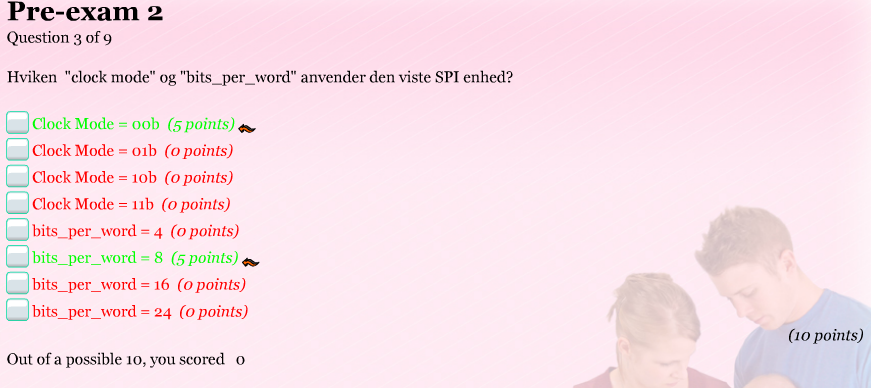 Pre-exam 2
Question 3 of 9
Hviken "clock mode" og "bits_per_word" anvender den viste SPI enhed?
Clock Mode = 00b (5 points)
Clock Mode = 01b (0 points)
Clock Mode = 10b (0 points)
Clock Mode = 11b (0 points)
bits_per_word = 4 (0 points)
bits_per_word = 8 (5 points)
bits_per_word = 16 (0 points)
bits_per_word = 24 (0 points)
(10 points)
Out of a possible 10, you scored 0